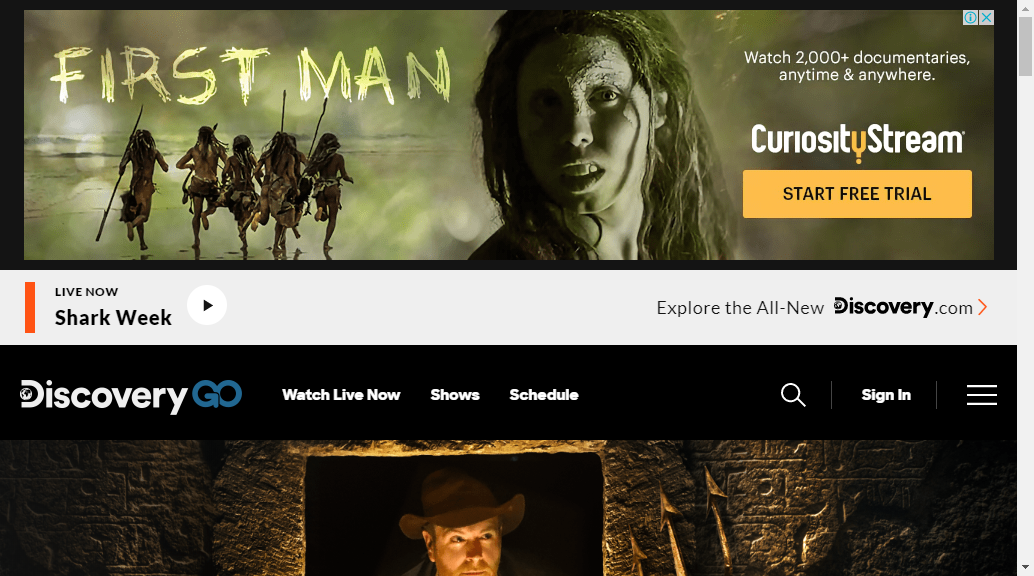 FIRST MAN
Watch 2,000+ documentaries,
anytime & anywhere.
CuriosityStream
START FREE TRIAL
LIVE NOW
Shark Week
Explore the All-New Discovery.com
Discovery GO
Watch Live Now
Shows
Schedule
Sign In